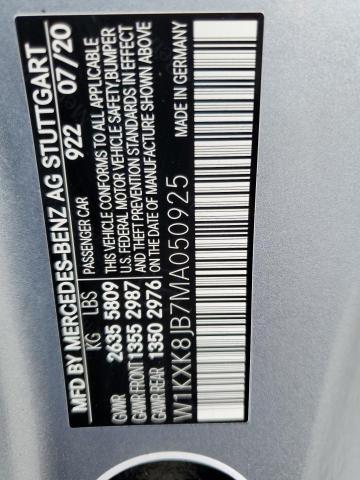 MFD BY MERCEDES-BENZ AG STUTTGART
922 07/20
KG LBS PASSENGER CAR
GVWR 2635 5809 THIS VEHICLE CONFORMS TO ALL APPLICABLE
GAWR FRONT 1355 2987 U.S. FEDERAL MOTOR VEHICLE SAFETY, BUMPER
GAWR REAR 1350 2976 AND THEFT PREVENTION STANDARDS IN EFFECT
ON THE DATE OF MANUFACTURE SHOWN ABOVE
W1KXK8JB7MA050925 MADE IN GERMANY